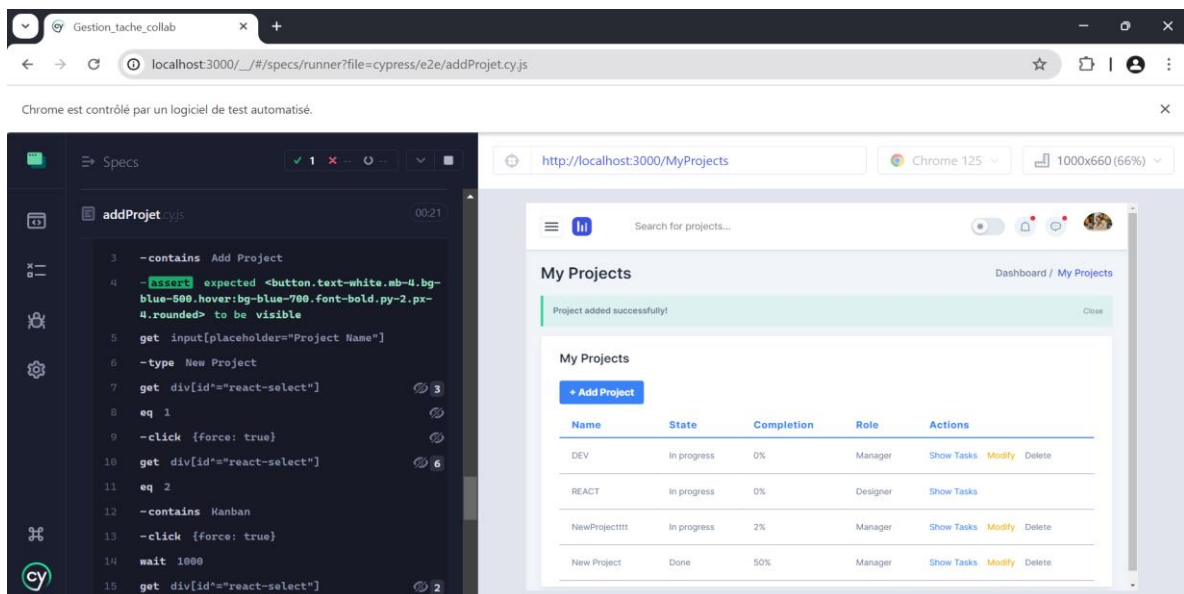 Gestion_tache_collab
localhost:3000/__/#/specs/runner?file=cypress/e2e/addProjet.cy.js
Chrome est contrôlé par un logiciel de test automatisé.
Specs
1 -- --
http://localhost:3000/MyProjects
Chrome 125
1000x660 (66%)
addProjet.cy.js 00:21
3 -contains Add Project
4 -assert expected <button.text-white.mb-4.bg-
blue-500.hover:bg-blue-700.font-bold.py-2.px-
4.rounded> to be visible
5 get input[placeholder="Project Name"]
6 -type New Project
7 get div[id^="react-select"] 3
8 eq 1
9 -click {force: true}
10 get div[id^="react-select"] 6
11 eq 2
12 -contains Kanban
13 -click {force: true}
14 wait 1000
15 get div[id^="react-select"] 2
cy
Search for projects...
My Projects
Dashboard / My Projects
Project added successfully! Close
My Projects
+ Add Project
Name State Completion Role Actions
DEV In progress 0% Manager Show Tasks Modify Delete
REACT In progress 0% Designer Show Tasks
NewProjectttt In progress 2% Manager Show Tasks Modify Delete
New Project Done 50% Manager Show Tasks Modify Delete